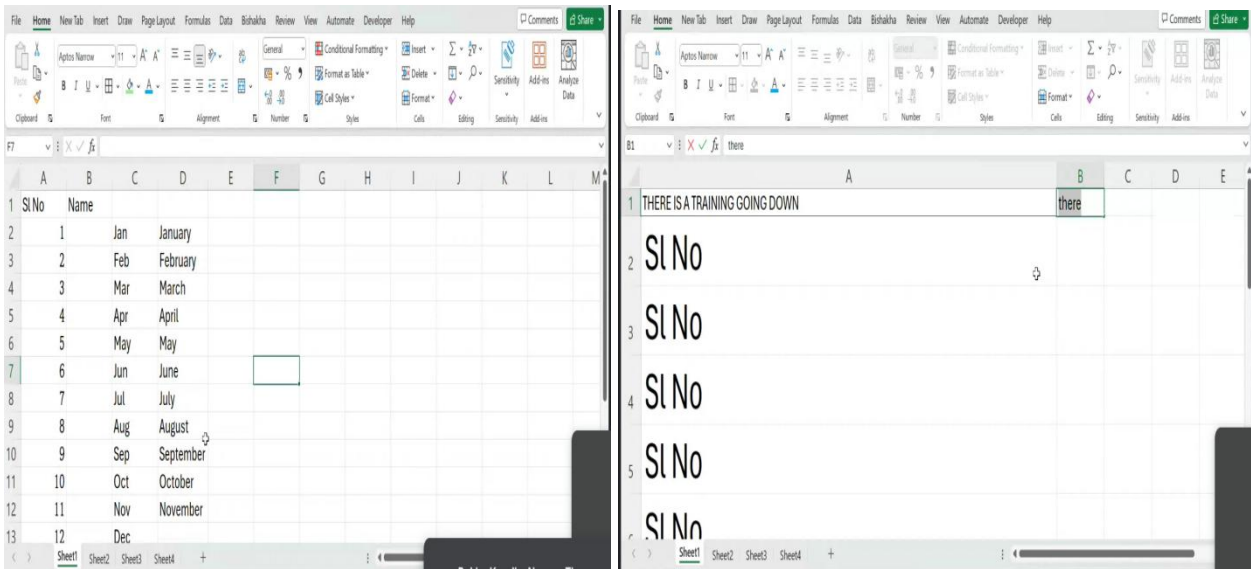 File Home New Tab Insert Draw Page Layout Formulas Data Bishakha Review View Automate Developer Help Comments Share
Aptos Narrow 11 A A General Conditional Formatting Insert
Paste B I U A % Format as Table Delete Sensitivity Add-ins Analyze Data
Cell Styles Format
Clipboard Font Alignment Number Styles Cells Editing Sensitivity Add-ins
F7 fx
A B C D E F G H I J K L M
1 Sl No Name
2 1 Jan January
3 2 Feb February
4 3 Mar March
5 4 Apr April
6 5 May May
7 6 Jun June
8 7 Jul July
9 8 Aug August
10 9 Sep September
11 10 Oct October
12 11 Nov November
13 12 Dec
Sheet1 Sheet2 Sheet3 Sheet4 +
File Home New Tab Insert Draw Page Layout Formulas Data Bishakha Review View Automate Developer Help Comments Share
Aptos Narrow 11 A A General Conditional Formatting Insert
Paste B I U A % Format as Table Delete Sensitivity Add-ins Analyze Data
Cell Styles Format
Clipboard Font Alignment Number Styles Cells Editing Sensitivity Add-ins
B1 fx there
A B C D E
1 THERE IS A TRAINING GOING DOWN there
2 Sl No
3 Sl No
4 Sl No
5 Sl No
Sl No
Sheet1 Sheet2 Sheet3 Sheet4 +